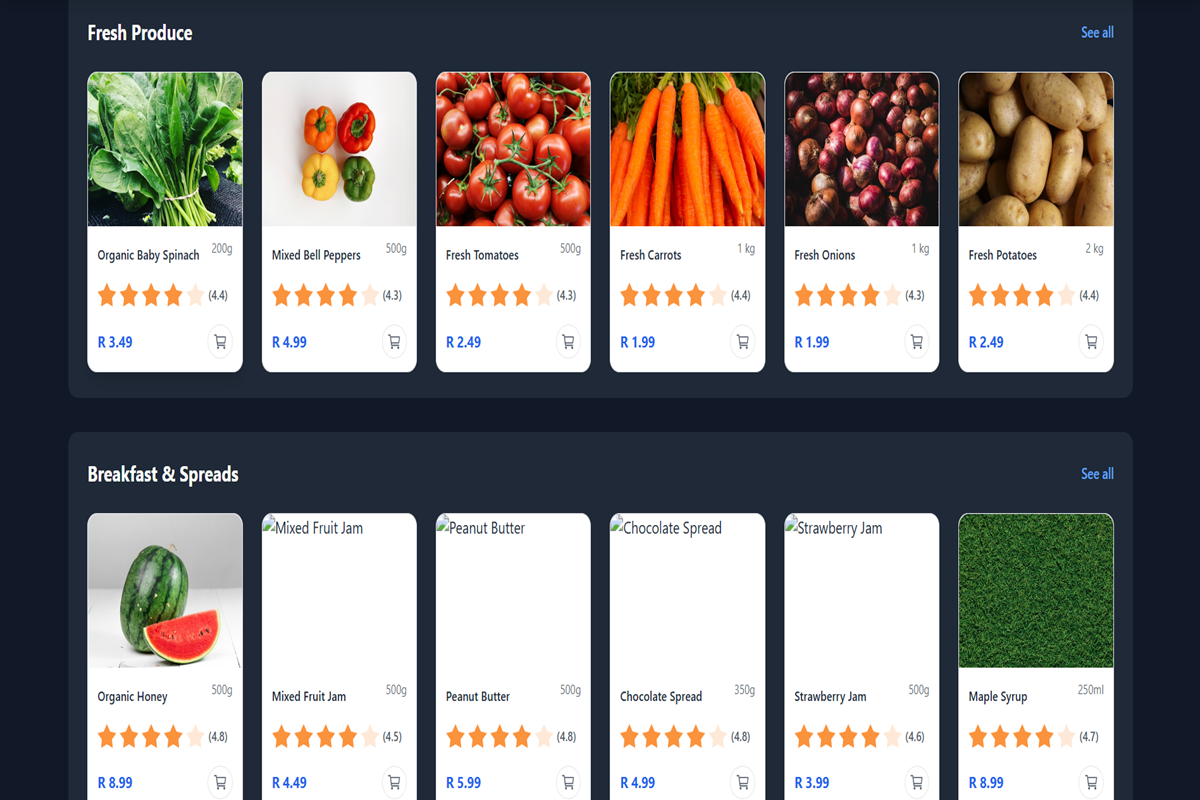 Fresh Produce
See all
Organic Baby Spinach 200g
(4.4)
R 3.49
Mixed Bell Peppers 500g
(4.3)
R 4.99
Fresh Tomatoes 500g
(4.3)
R 2.49
Fresh Carrots 1 kg
(4.4)
R 1.99
Fresh Onions 1 kg
(4.3)
R 1.99
Fresh Potatoes 2 kg
(4.4)
R 2.49
Breakfast & Spreads
See all
Organic Honey 500g
(4.8)
R 8.99
Mixed Fruit Jam
Mixed Fruit Jam 500g
(4.5)
R 4.49
Peanut Butter
Peanut Butter 500g
(4.8)
R 5.99
Chocolate Spread
Chocolate Spread 350g
(4.8)
R 4.99
Strawberry Jam
Strawberry Jam 500g
(4.6)
R 3.99
Maple Syrup 250ml
(4.7)
R 8.99